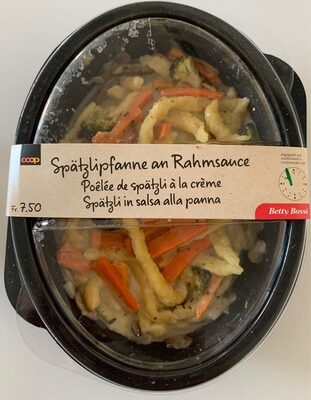 coop
Spätzlipfanne an Rahmsauce
Poêlée de spätzli à la crème
Spätzli in salsa alla panna
Fr. 7.50
Betty Bossi